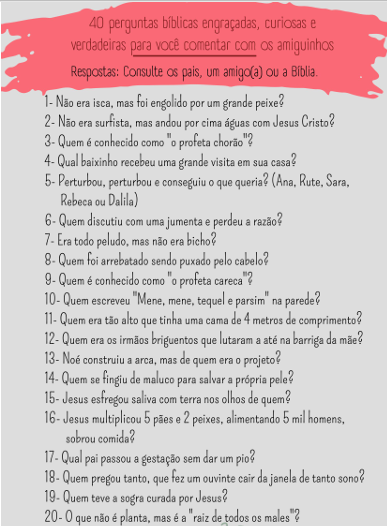 40 perguntas bíblicas engraçadas, curiosas e
verdadeiras para você comentar com os amiguinhos
Respostas: Consulte os pais, um amigo(a) ou a Bíblia.
1- Não era isca, mas foi engolido por um grande peixe?
2- Não era surfista, mas andou por cima águas com Jesus Cristo?
3- Quem é conhecido como "o profeta chorão"?
4- Qual baixinho recebeu uma grande visita em sua casa?
5- Perturbou, perturbou e conseguiu o que queria? (Ana, Rute, Sara,
Rebeca ou Dalila)
6- Quem discutiu com uma jumenta e perdeu a razão?
7- Era todo peludo, mas não era bicho?
8- Quem foi arrebatado sendo puxado pelo cabelo?
9- Quem é conhecido como "o profeta careca"?
10- Quem escreveu "Mene, mene, tequel e parsim" na parede?
11- Quem era tão alto que tinha uma cama de 4 metros de comprimento?
12- Quem era os irmãos briguentos que lutaram a até na barriga da mãe?
13- Noé construiu a arca, mas de quem era o projeto?
14- Quem se fingiu de maluco para salvar a própria pele?
15- Jesus esfregou saliva com terra nos olhos de quem?
16- Jesus multiplicou 5 pães e 2 peixes, alimentando 5 mil homens,
sobrou comida?
17- Qual pai passou a gestação sem dar um pio?
18- Quem pregou tanto, que fez um ouvinte cair da janela de tanto sono?
19- Quem teve a sogra curada por Jesus?
20- O que não é planta, mas é a "raiz de todos os males"?